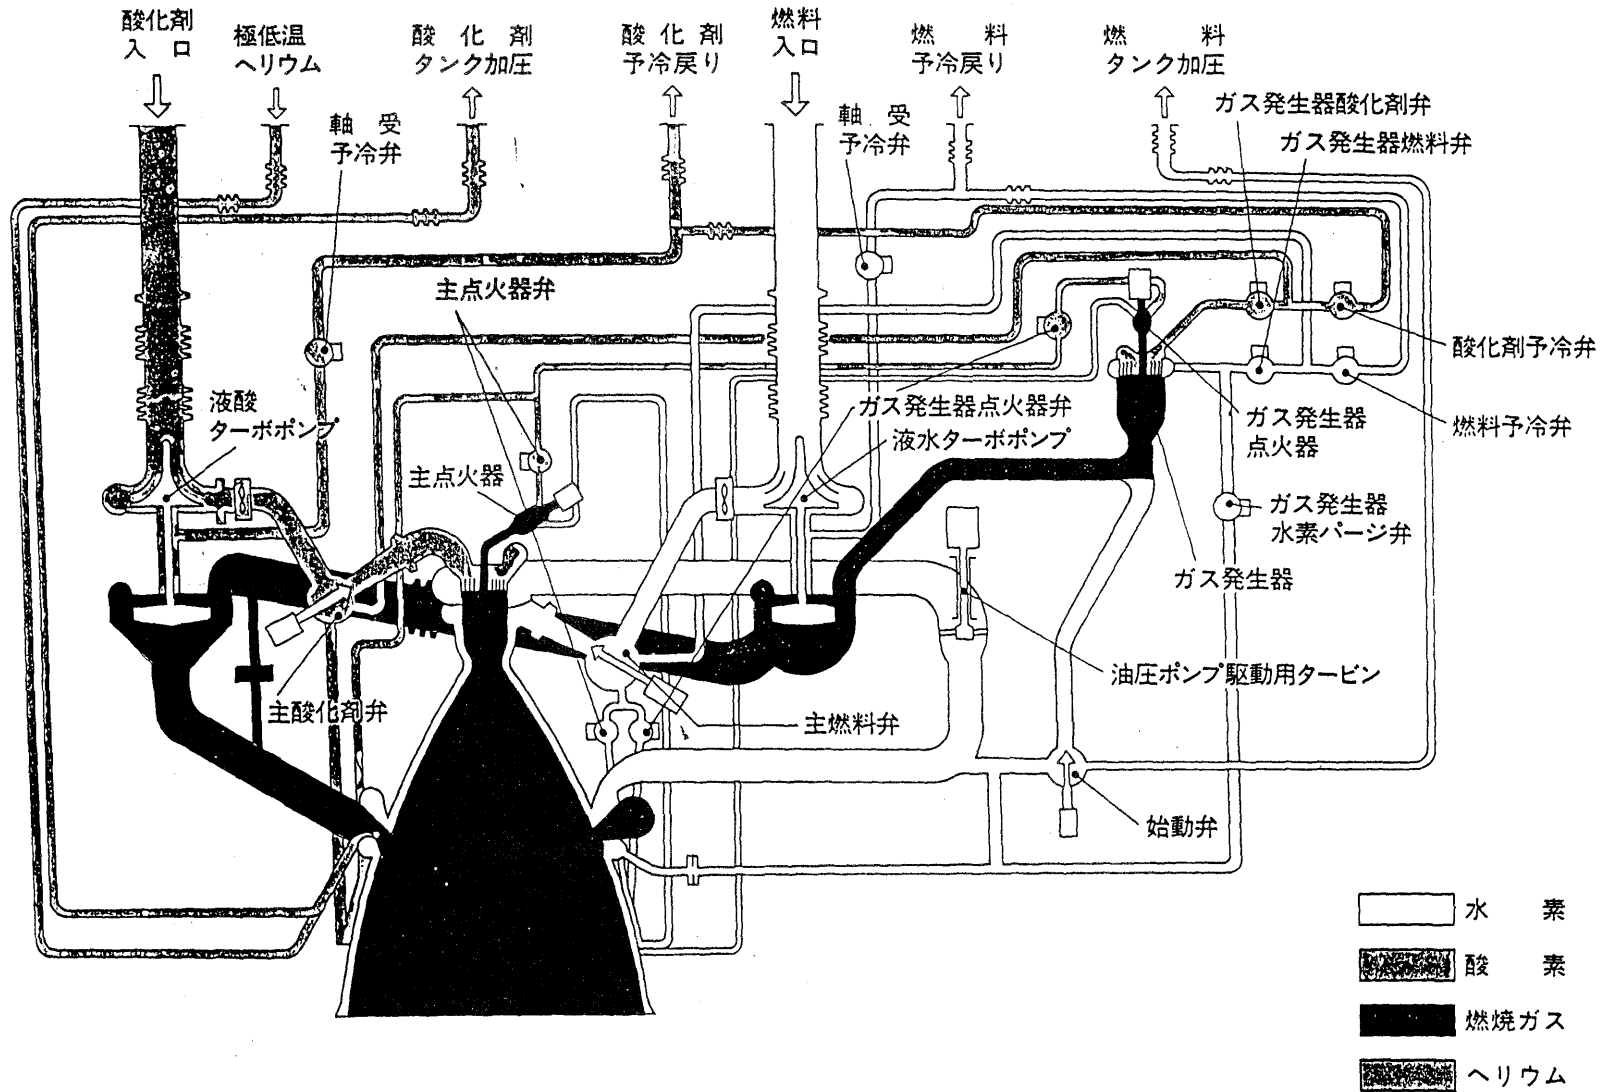 酸化剤
入口
極低温
ヘリウム
酸化剤
タンク加圧
酸化剤
予冷戻り
燃料
入口
燃料
予冷戻り
燃料
タンク加圧
軸受
予冷弁
軸受
予冷弁
ガス発生器酸化剤弁
ガス発生器燃料弁
主点火器弁
酸化剤予冷弁
液酸
ターボポンプ
ガス発生器点火器弁
液水ターボポンプ
ガス発生器
点火器
燃料予冷弁
主点火器
ガス発生器
水素パージ弁
ガス発生器
油圧ポンプ駆動用タービン
主酸化剤弁
主燃料弁
始動弁
水素
酸素
燃焼ガス
ヘリウム